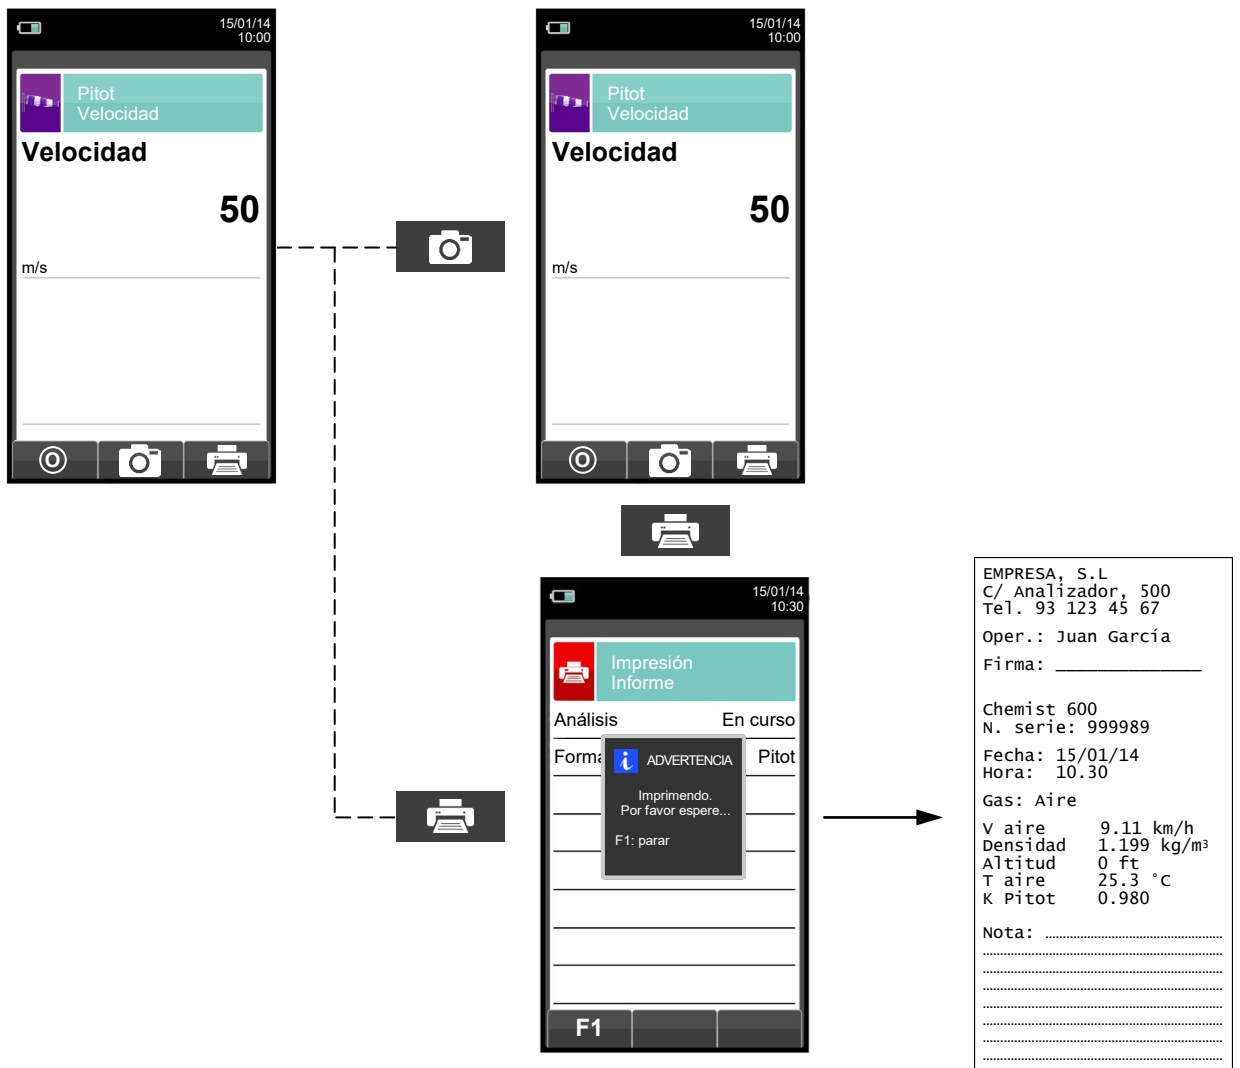 15/01/14
10:00
Pitot
Velocidad
Velocidad
50
m/s
15/01/14
10:00
Pitot
Velocidad
Velocidad
50
m/s
15/01/14
10:30
Impresión
Informe
Análisis En curso
Forma Pitot
i ADVERTENCIA
Imprimendo.
Por favor espere...
F1: parar
F1
EMPRESA, S.L
C/ Analizador, 500
Tel. 93 123 45 67
Oper.: Juan García
Firma: ______________
Chemist 600
N. serie: 999989
Fecha: 15/01/14
Hora: 10.30
Gas: Aire
V aire 9.11 km/h
Densidad 1.199 kg/m³
Altitud 0 ft
T aire 25.3 °C
K Pitot 0.980
Nota: ..................................................